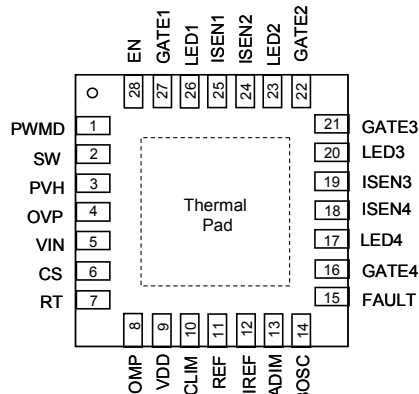 EN
GATE1
LED1
ISEN1
ISEN2
LED2
GATE2
28
27
26
25
24
23
22
PWMD 1
SW 2
PVH 3
OVP 4
VIN 5
CS 6
RT 7
Thermal
Pad
21 GATE3
20 LED3
19 ISEN3
18 ISEN4
17 LED4
16 GATE4
15 FAULT
8
9
10
11
12
13
14
OMP
VDD
CLIM
REF
IREF
ADIM